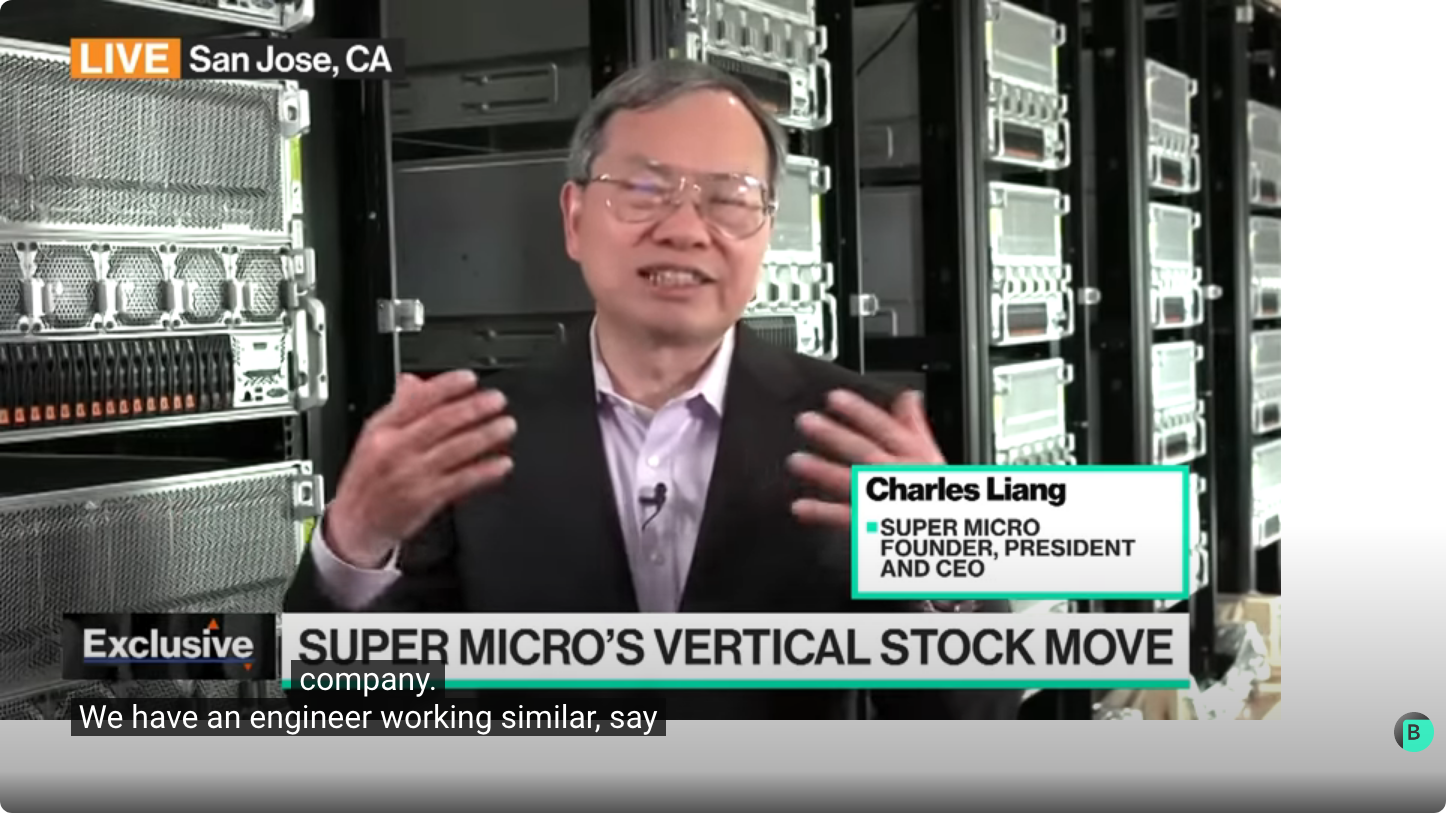 LIVE San Jose, CA
Charles Liang
SUPER MICRO
FOUNDER, PRESIDENT
AND CEO
Exclusive
SUPER MICRO'S VERTICAL STOCK MOVE
company.
We have an engineer working similar, say
B